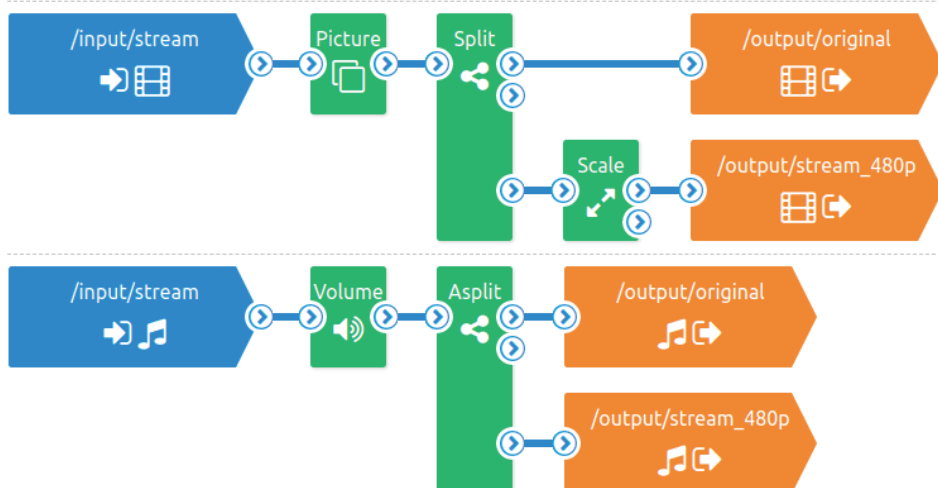 /input/stream
Picture
Split
/output/original
Scale
/output/stream_480p
/input/stream
Volume
Asplit
/output/original
/output/stream_480p